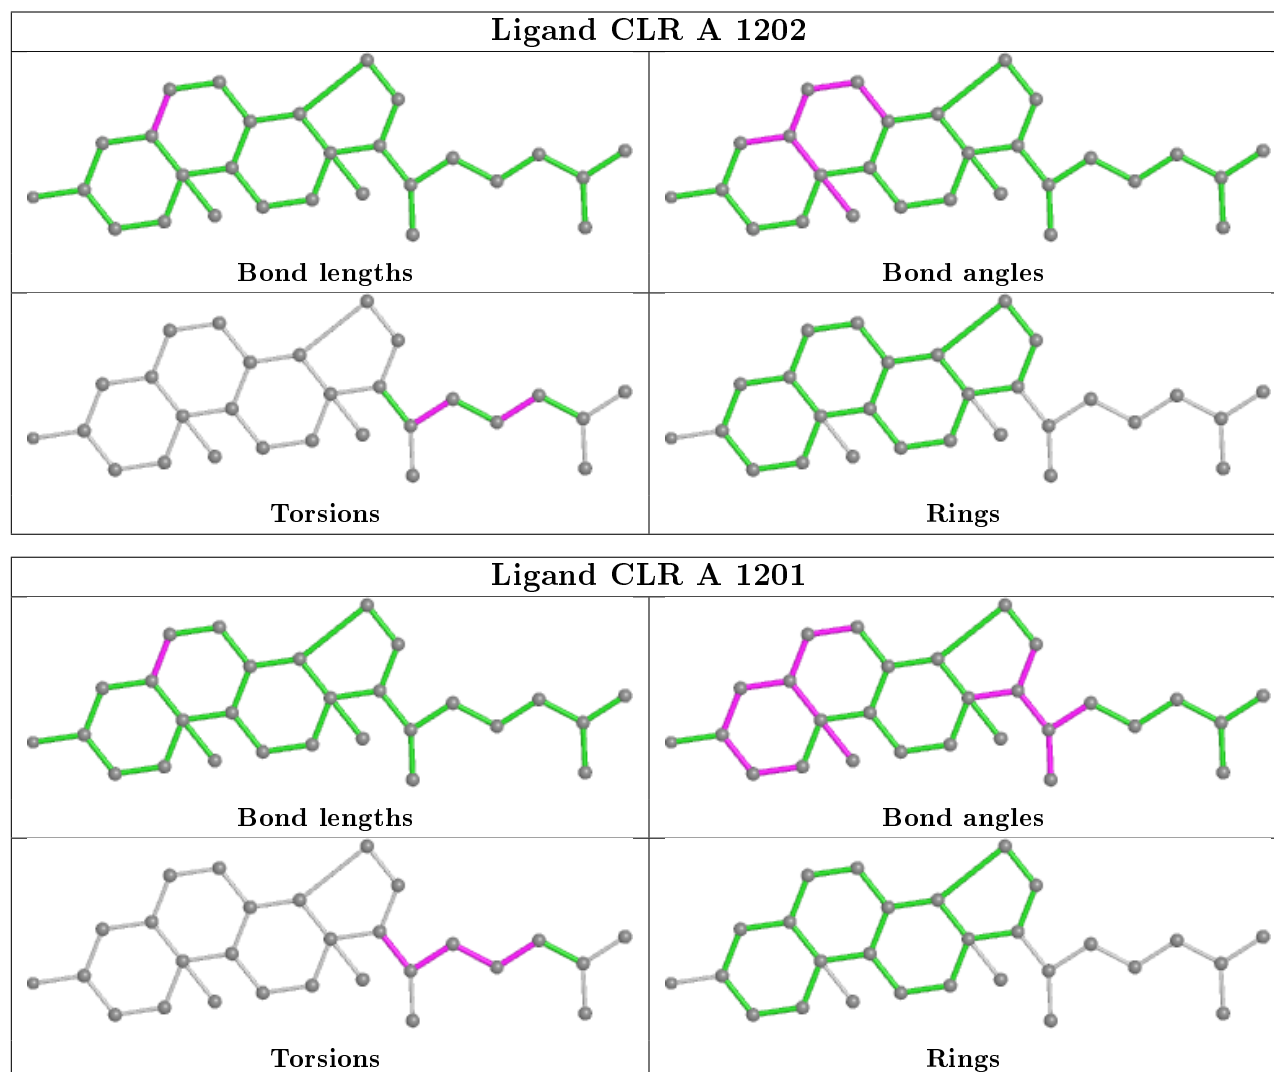 Ligand CLR A 1202
Bond lengths
Bond angles
Torsions
Rings
Ligand CLR A 1201
Bond lengths
Bond angles
Torsions
Rings